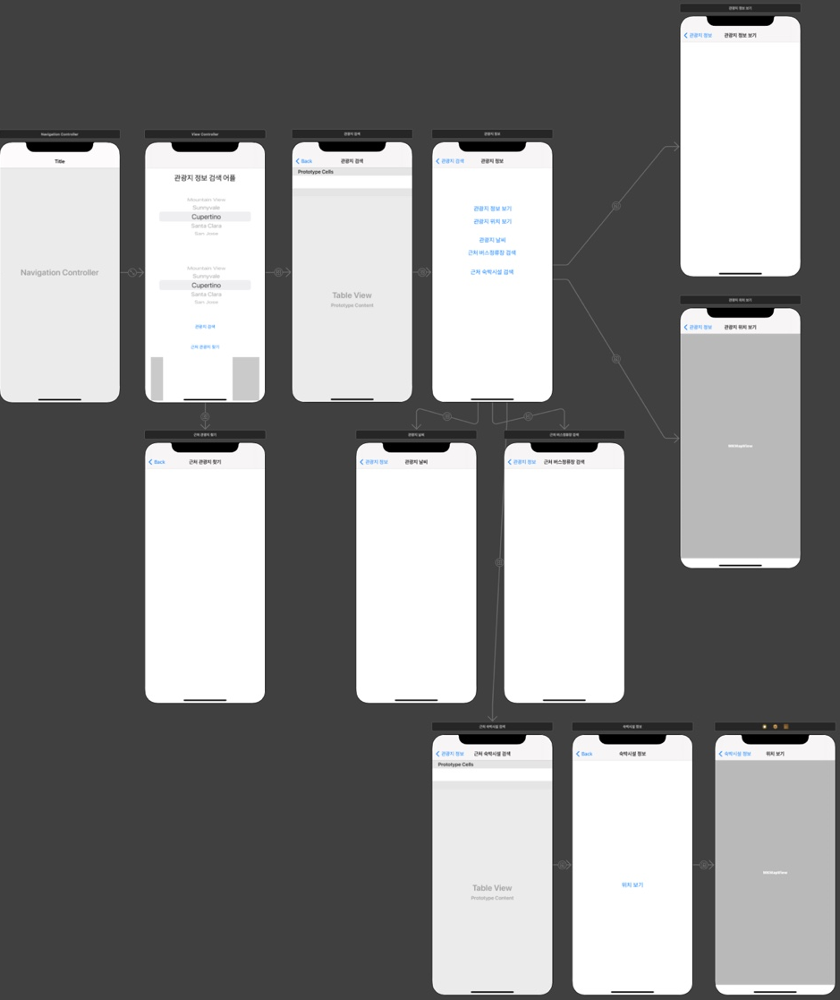 관광지 정보 보기
관광지 정보
관광지 정보 보기
Navigation Controller
Title
Navigation Controller
View Controller
관광지 정보 검색 어플
Mountain View
Sunnyvale
Cupertino
Santa Clara
San Jose
Mountain View
Sunnyvale
Cupertino
Santa Clara
San Jose
관광지 검색
근처 관광지 찾기
관광지 검색
Back
관광지 검색
Prototype Cells
Table View
Prototype Content
관광지 정보
관광지 검색
관광지 정보
관광지 정보 보기
관광지 위치 보기
관광지 날씨
근처 버스정류장 검색
근처 숙박시설 검색
관광지 위치 보기
관광지 정보
관광지 위치 보기
MKMapView
근처 관광지 찾기
Back
근처 관광지 찾기
관광지 날씨
관광지 정보
관광지 날씨
근처 버스정류장 검색
관광지 정보
근처 버스정류장 검색
근처 숙박시설 검색
관광지 정보
근처 숙박시설 검색
Prototype Cells
Table View
Prototype Content
숙박시설 정보
Back
숙박시설 정보
위치 보기
숙박시설 정보
위치 보기
MKMapView